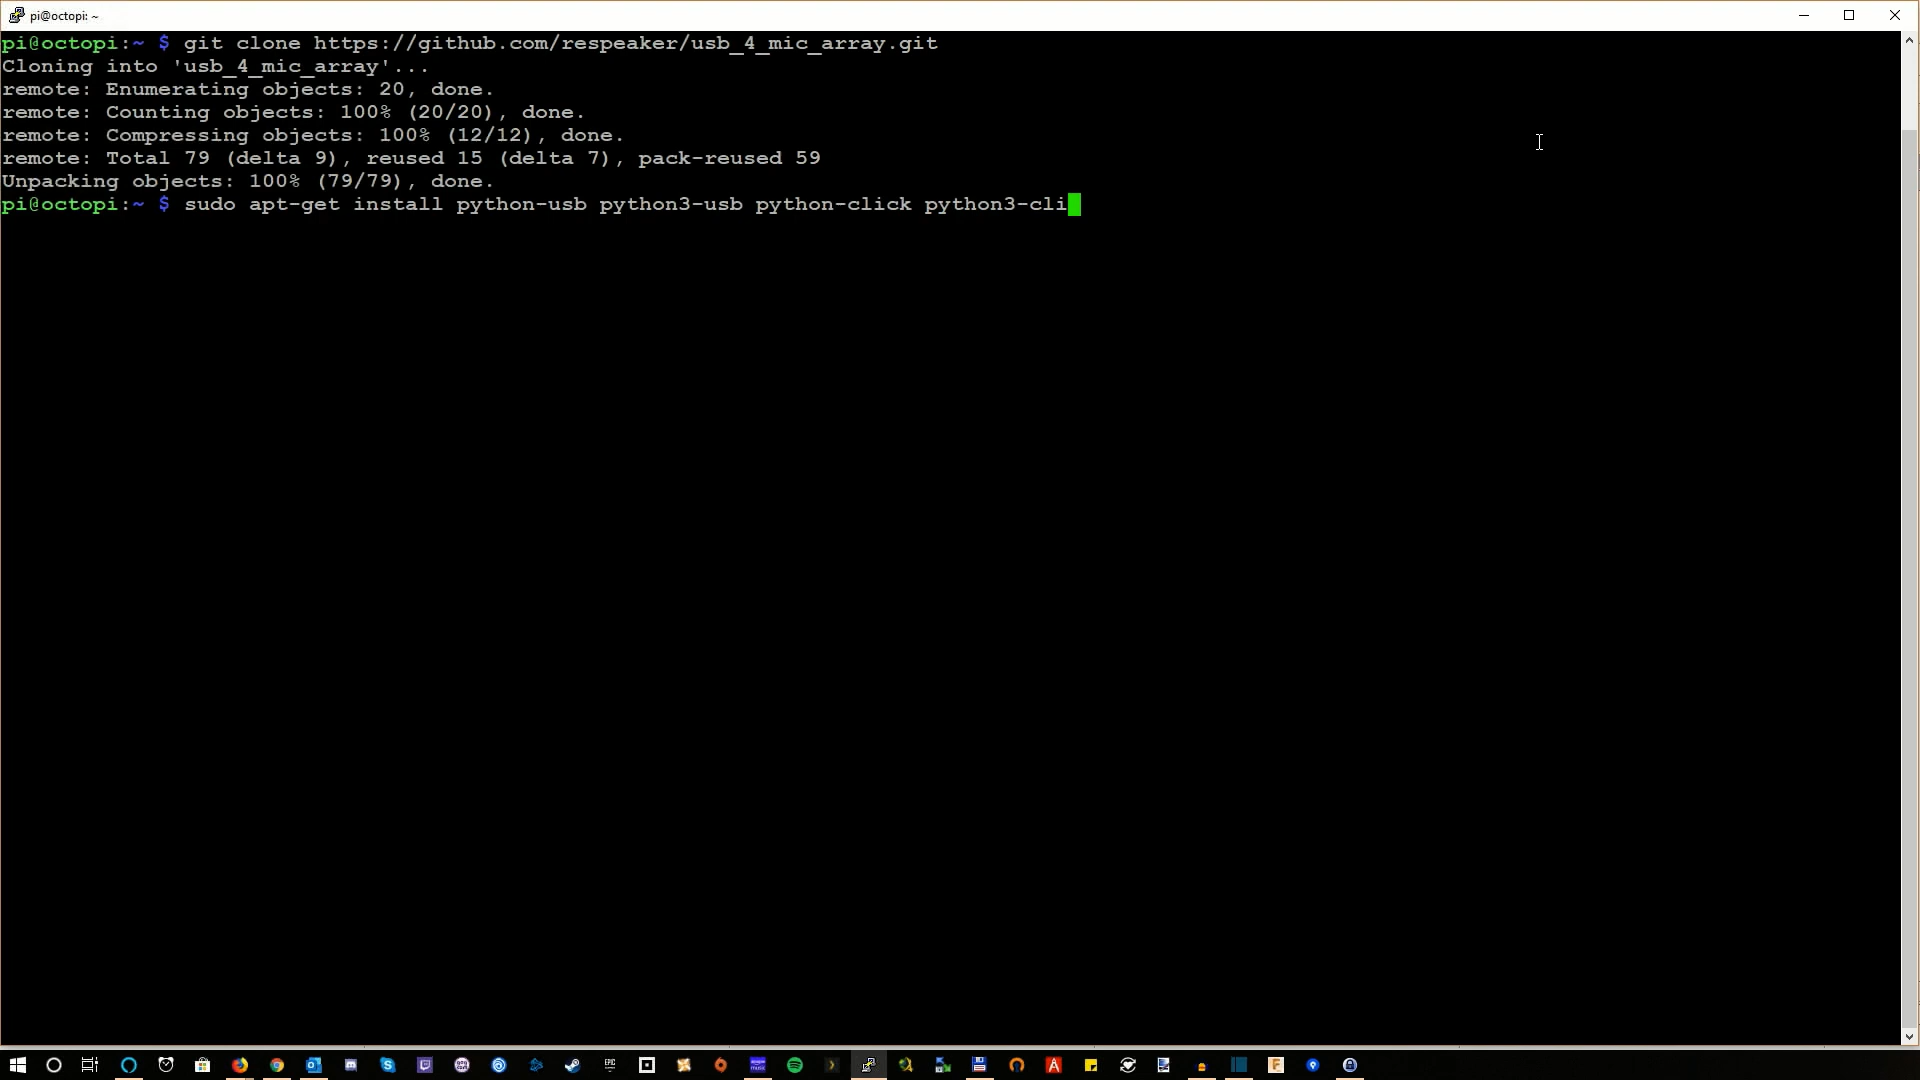 pi@octopi: ~
pi@octopi:~ $ git clone https://github.com/respeaker/usb_4_mic_array.git
Cloning into 'usb_4_mic_array'...
remote: Enumerating objects: 20, done.
remote: Counting objects: 100% (20/20), done.
remote: Compressing objects: 100% (12/12), done.
remote: Total 79 (delta 9), reused 15 (delta 7), pack-reused 59
Unpacking objects: 100% (79/79), done.
pi@octopi:~ $ sudo apt-get install python-usb python3-usb python-click python3-cli